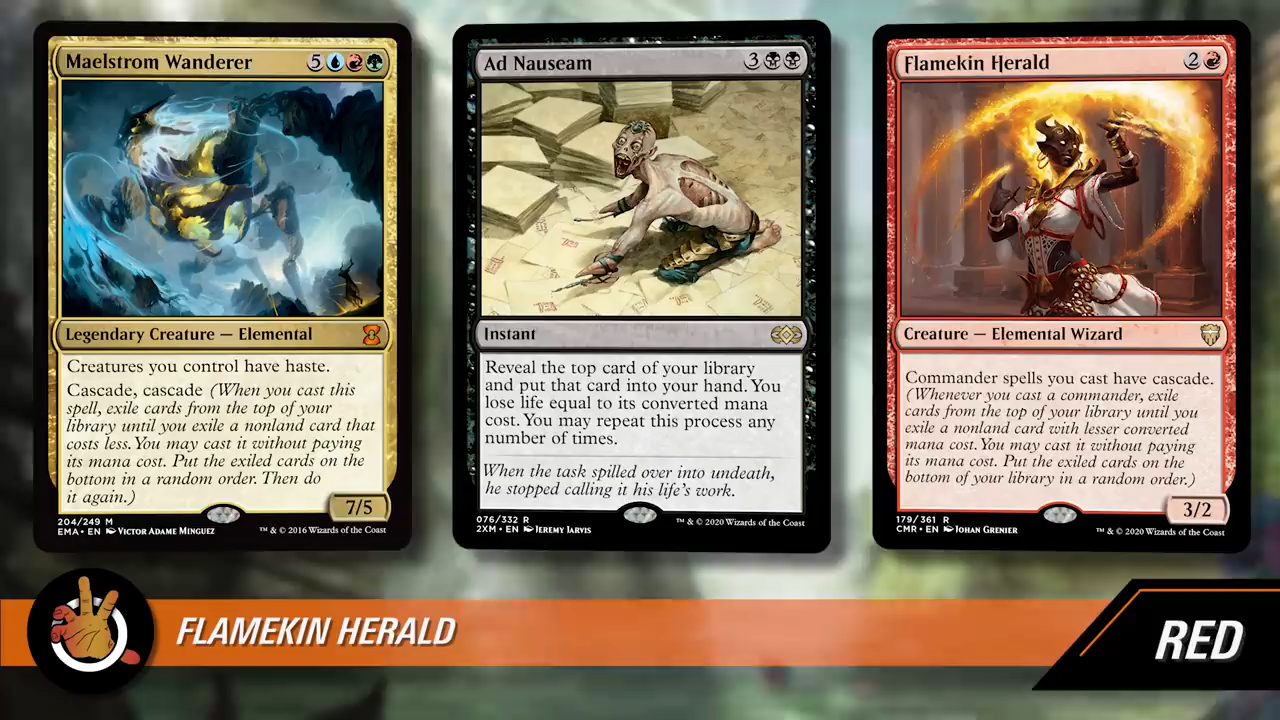 Maelstrom Wanderer 5
Legendary Creature — Elemental
Creatures you control have haste.
Cascade, cascade (When you cast this
spell, exile cards from the top of your
library until you exile a nonland card that
costs less. You may cast it without paying
its mana cost. Put the exiled cards on the
bottom in a random order. Then do
it again.)
7/5
204/249 M
EMA • EN Victor Adame Minguez ™ & © 2016 Wizards of the Coast
Ad Nauseam 3
Instant
Reveal the top card of your library
and put that card into your hand. You
lose life equal to its converted mana
cost. You may repeat this process any
number of times.
When the task spilled over into undeath,
he stopped calling it his life's work.
076/332 R
2XM • EN Jeremy Jarvis ™ & © 2020 Wizards of the Coast
Flamekin Herald 2
Creature — Elemental Wizard
Commander spells you cast have cascade.
(Whenever you cast a commander, exile
cards from the top of your library until you
exile a nonland card with lesser converted
mana cost. You may cast it without paying
its mana cost. Put the exiled cards on the
bottom of your library in a random order.)
3/2
179/361 R
CMR • EN Johan Grenier ™ & © 2020 Wizards of the Coast
FLAMEKIN HERALD
RED